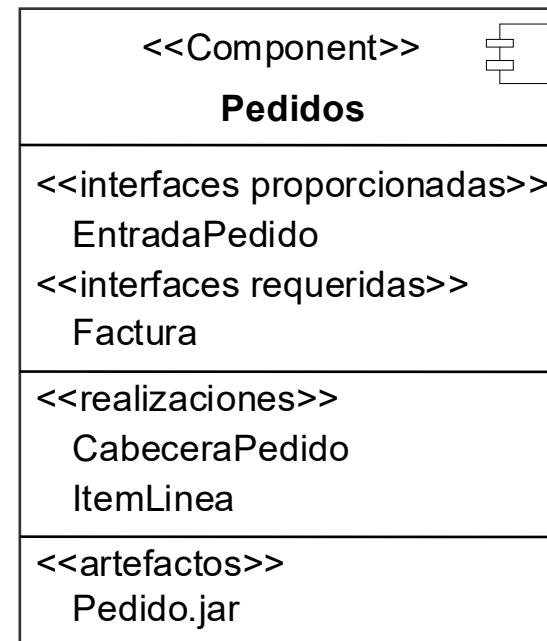 <<Component>>
Pedidos
<<interfaces proporcionadas>>
EntradaPedido
<<interfaces requeridas>>
Factura
<<realizaciones>>
CabeceraPedido
ItemLinea
<<artefactos>>
Pedido.jar